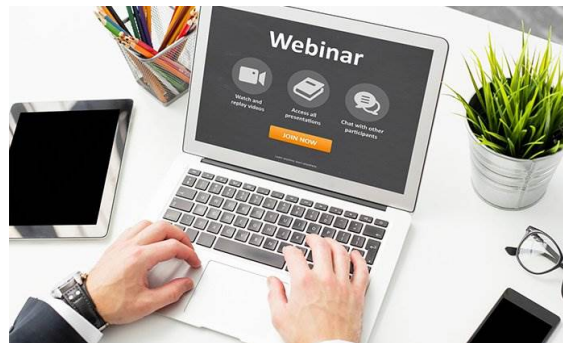 Webinar
Watch and
replay videos
Access all
presentations
Chat with other
participants
JOIN NOW